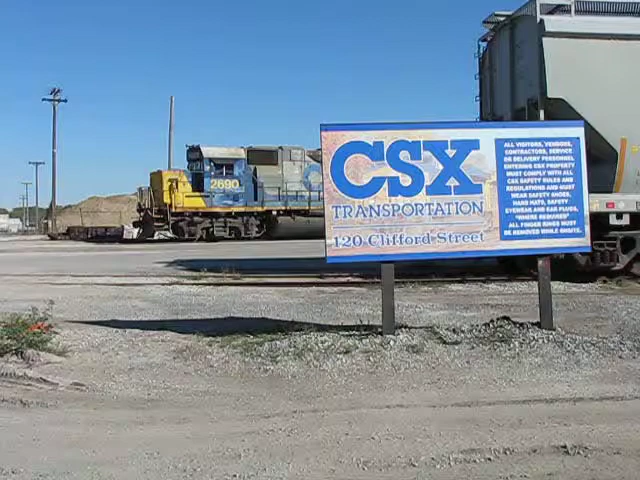 2690
CSX
TRANSPORTATION
120 Clifford Street
ALL VISITORS, VENDORS,
CONTRACTORS, SERVICE
OR DELIVERY PERSONNEL
ENTERING CSX PROPERTY
MUST COMPLY WITH ALL
CSX SAFETY RULES AND
REGULATIONS AND MUST
WEAR SAFETY SHOES,
HARD HATS, SAFETY
EYEWEAR AND EAR PLUGS,
"WHERE REQUIRED"
ALL FINGER RINGS MUST
BE REMOVED WHILE ONSITE.